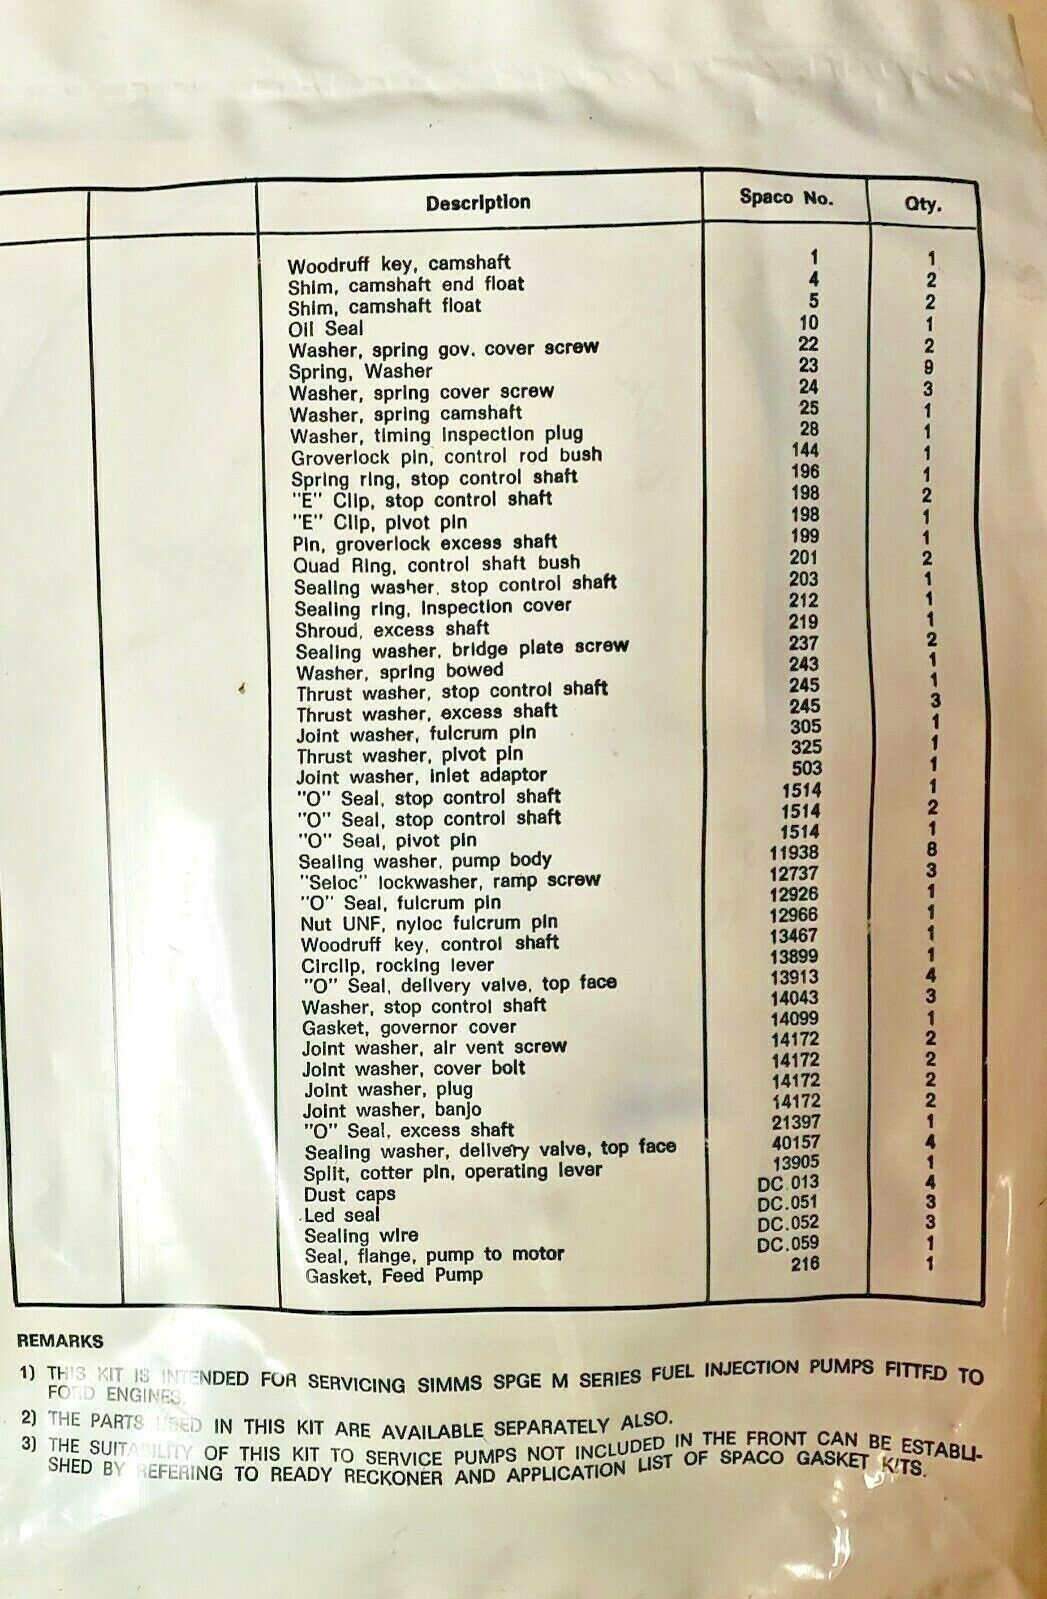 Description Spaco No. Qty.
Woodruff key, camshaft 1 1
Shim, camshaft end float 4 2
Shim, camshaft float 5 2
Oil Seal 10 1
Washer, spring gov. cover screw 22 2
Spring, Washer 23 9
Washer, spring cover screw 24 3
Washer, spring camshaft 25 1
Washer, timing inspection plug 28 1
Groverlock pin, control rod bush 144 1
Spring ring, stop control shaft 196 1
"E" Clip, stop control shaft 198 2
"E" Clip, pivot pin 198 1
Pin, groverlock excess shaft 199 1
Quad Ring, control shaft bush 201 2
Sealing washer, stop control shaft 203 1
Sealing ring, Inspection cover 212 1
Shroud, excess shaft 219 1
Sealing washer, bridge plate screw 237 2
Washer, spring bowed 243 1
Thrust washer, stop control shaft 245 1
Thrust washer, excess shaft 245 3
Joint washer, fulcrum pin 305 1
Thrust washer, pivot pin 325 1
Joint washer, inlet adaptor 503 1
"O" Seal, stop control shaft 1514 1
"O" Seal, stop control shaft 1514 2
"O" Seal, pivot pin 1514 1
Sealing washer, pump body 11938 8
"Seloc" lockwasher, ramp screw 12737 3
"O" Seal, fulcrum pin 12926 1
Nut UNF, nyloc fulcrum pin 12966 1
Woodruff key, control shaft 13467 1
Circlip, rocking lever 13899 1
"O" Seal, delivery valve, top face 13913 4
Washer, stop control shaft 14043 3
Gasket, governor cover 14099 1
Joint washer, air vent screw 14172 2
Joint washer, cover bolt 14172 2
Joint washer, plug 14172 2
Joint washer, banjo 14172 2
"O" Seal, excess shaft 21397 1
Sealing washer, delivery valve, top face 40157 4
Split, cotter pin, operating lever 13905 1
Dust caps DC.013 4
Led seal DC.051 3
Sealing wire DC.052 3
Seal, flange, pump to motor DC.059 1
Gasket, Feed Pump 216 1
REMARKS
1) THIS KIT IS INTENDED FOR SERVICING SIMMS SPGE M SERIES FUEL INJECTION PUMPS FITTED TO
FORD ENGINES.
2) THE PARTS USED IN THIS KIT ARE AVAILABLE SEPARATELY ALSO.
3) THE SUITABILITY OF THIS KIT TO SERVICE PUMPS NOT INCLUDED IN THE FRONT CAN BE ESTABLI-
SHED BY REFERING TO READY RECKONER AND APPLICATION LIST OF SPACO GASKET KITS.